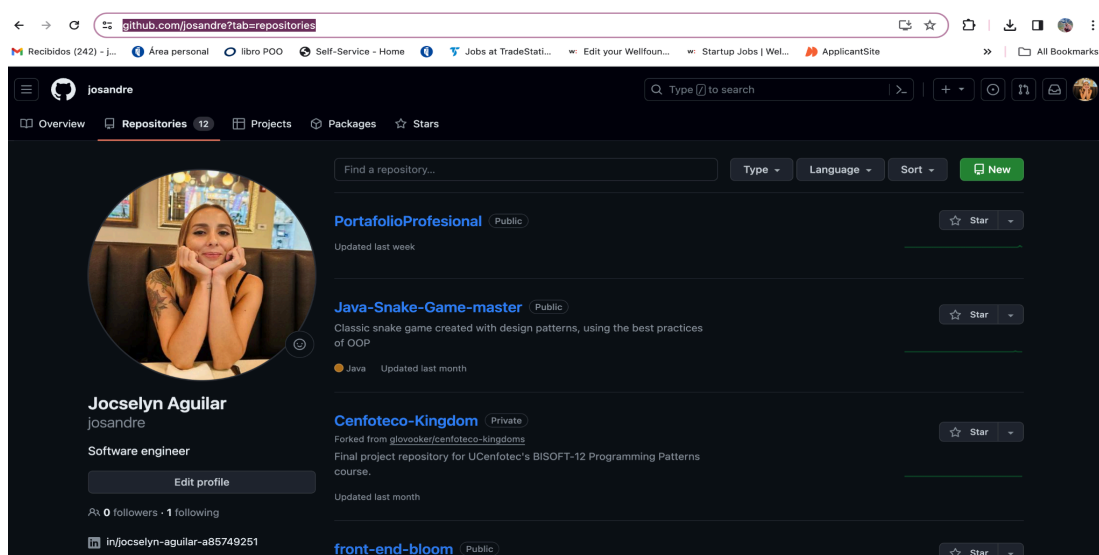 github.com/josandre?tab=repositories
Recibidos (242) - j... Área personal libro POO Self-Service - Home Jobs at TradeStati... Edit your Wellfoun... Startup Jobs | Wel... ApplicantSite » All Bookmarks
josandre Type / to search
Overview Repositories 12 Projects Packages Stars
Find a repository... Type Language Sort New
PortafolioProfesional Public Star
Updated last week
Java-Snake-Game-master Public Star
Classic snake game created with design patterns, using the best practices
of OOP
Java Updated last month
Jocselyn Aguilar
josandre
Software engineer
Edit profile
0 followers · 1 following
in/jocselyn-aguilar-a85749251
Cenfoteco-Kingdom Private Star
Forked from glovooker/cenfoteco-kingdoms
Final project repository for UCenfotec's BISOFT-12 Programming Patterns
course.
Updated last month
front-end-bloom Public Star